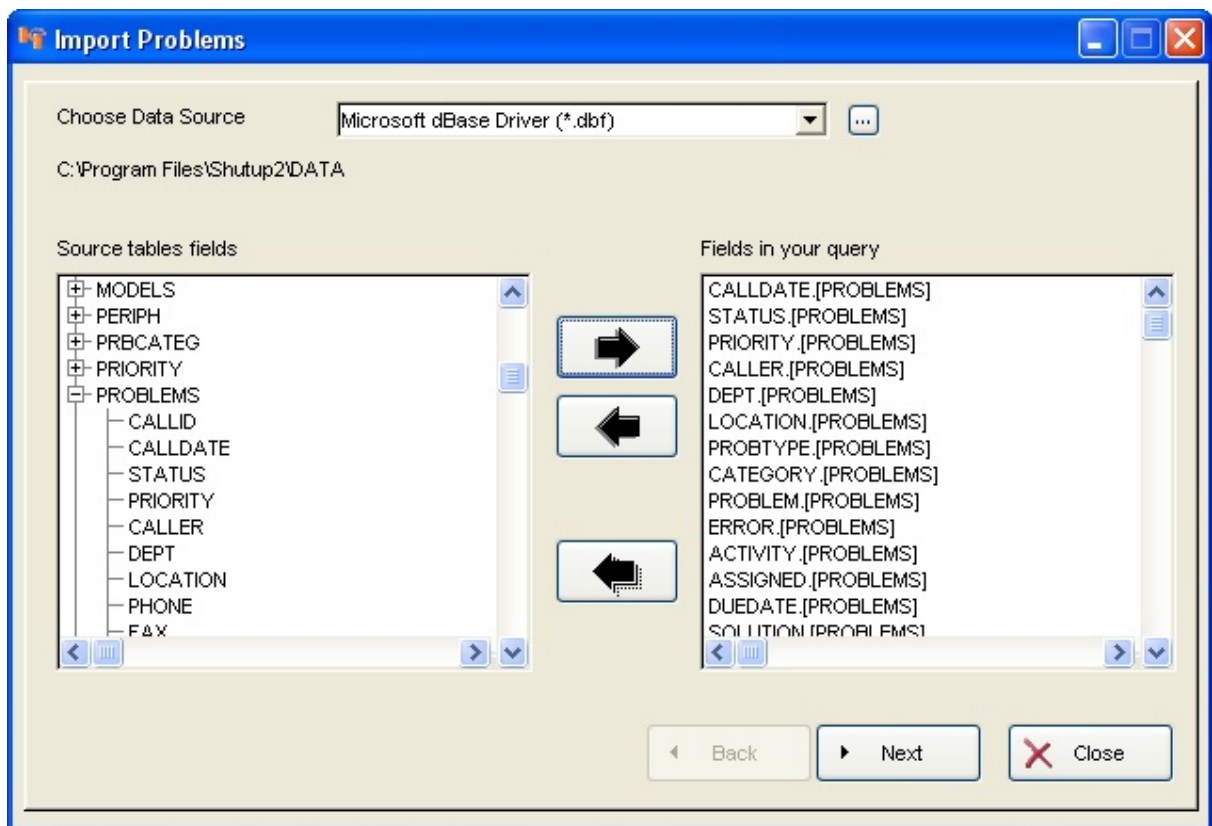 Import Problems
Choose Data Source
Microsoft dBase Driver (*.dbf)
...
C:\Program Files\Shutup2\DATA
Source tables fields
MODELS
PERIPH
PRBCATEG
PRIORITY
PROBLEMS
CALLID
CALLDATE
STATUS
PRIORITY
CALLER
DEPT
LOCATION
PHONE
FAX
Fields in your query
CALLDATE.[PROBLEMS]
STATUS.[PROBLEMS]
PRIORITY.[PROBLEMS]
CALLER.[PROBLEMS]
DEPT.[PROBLEMS]
LOCATION.[PROBLEMS]
PROBTYPE.[PROBLEMS]
CATEGORY.[PROBLEMS]
PROBLEM.[PROBLEMS]
ERROR.[PROBLEMS]
ACTIVITY.[PROBLEMS]
ASSIGNED.[PROBLEMS]
DUEDATE.[PROBLEMS]
SOLUTION.[PROBLEMS]
Back
Next
Close